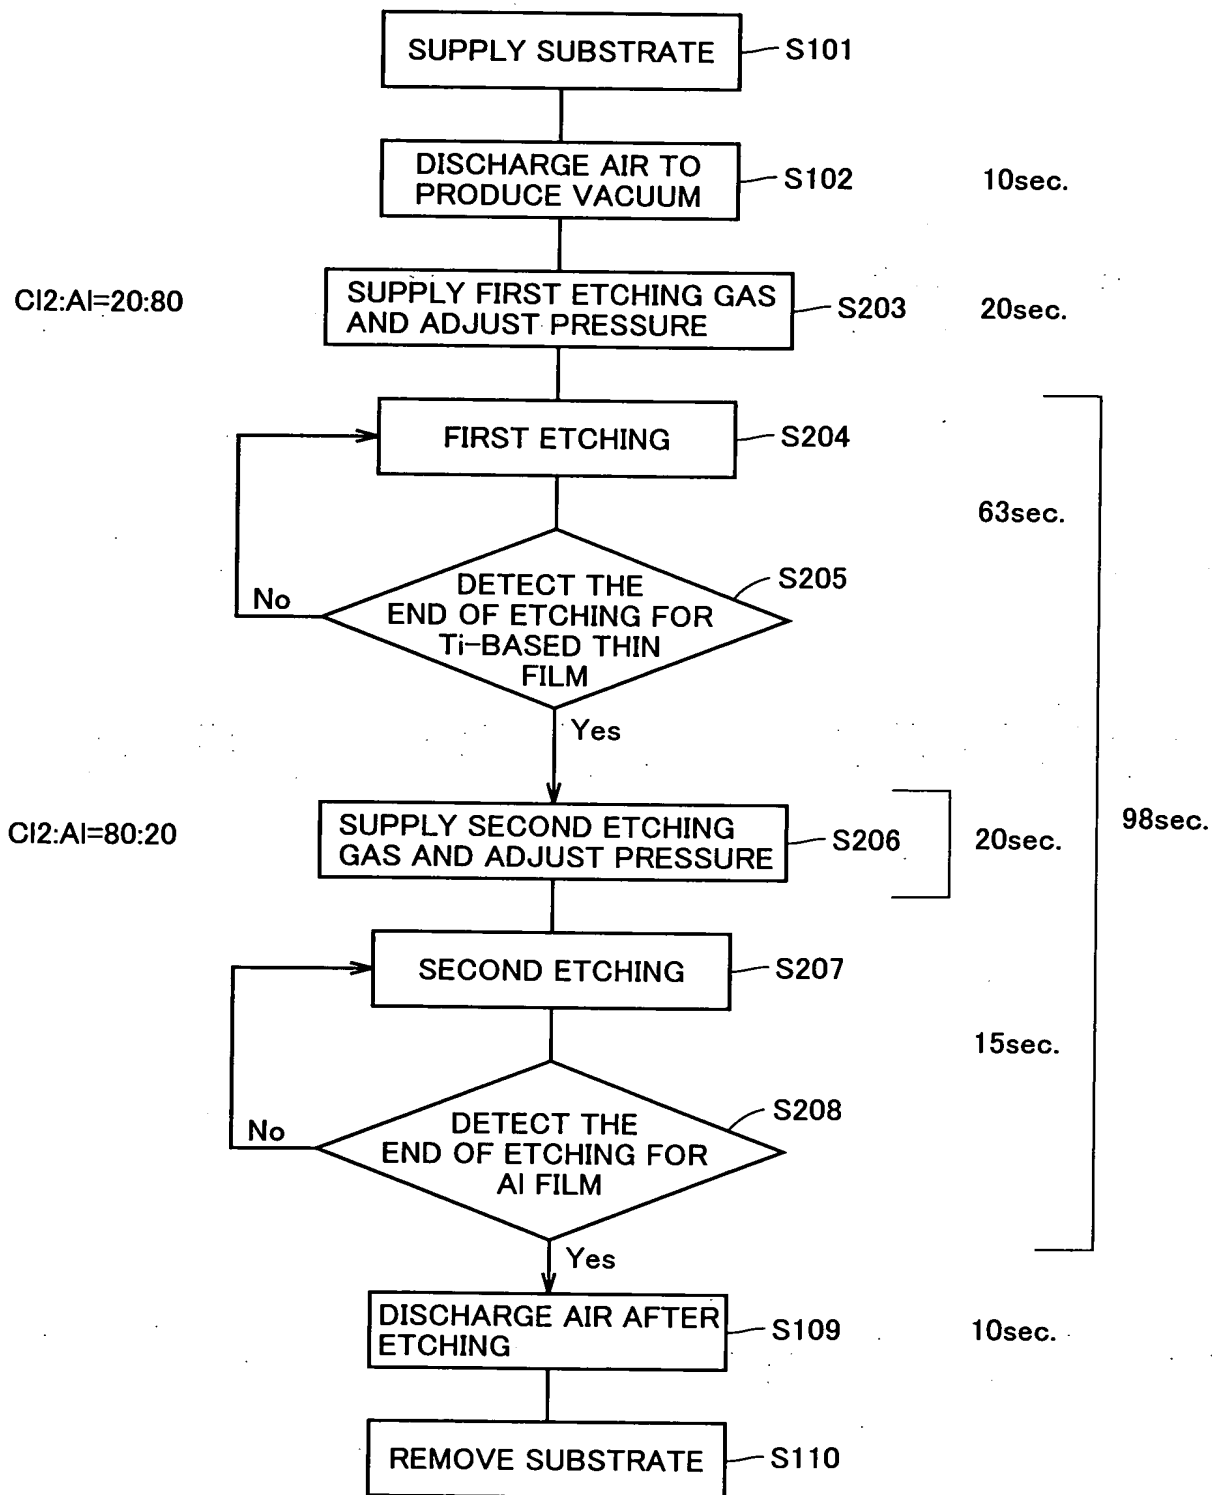 SUPPLY SUBSTRATE
S101
DISCHARGE AIR TO
PRODUCE VACUUM
S102
10sec.
Cl2:Al=20:80
SUPPLY FIRST ETCHING GAS
AND ADJUST PRESSURE
S203
20sec.
FIRST ETCHING
S204
63sec.
DETECT THE
END OF ETCHING FOR
Ti-BASED THIN
FILM
S205
No
Yes
Cl2:Al=80:20
SUPPLY SECOND ETCHING
GAS AND ADJUST PRESSURE
S206
20sec.
98sec.
SECOND ETCHING
S207
15sec.
DETECT THE
END OF ETCHING FOR
Al FILM
S208
No
Yes
DISCHARGE AIR AFTER
ETCHING
S109
10sec.
REMOVE SUBSTRATE
S110